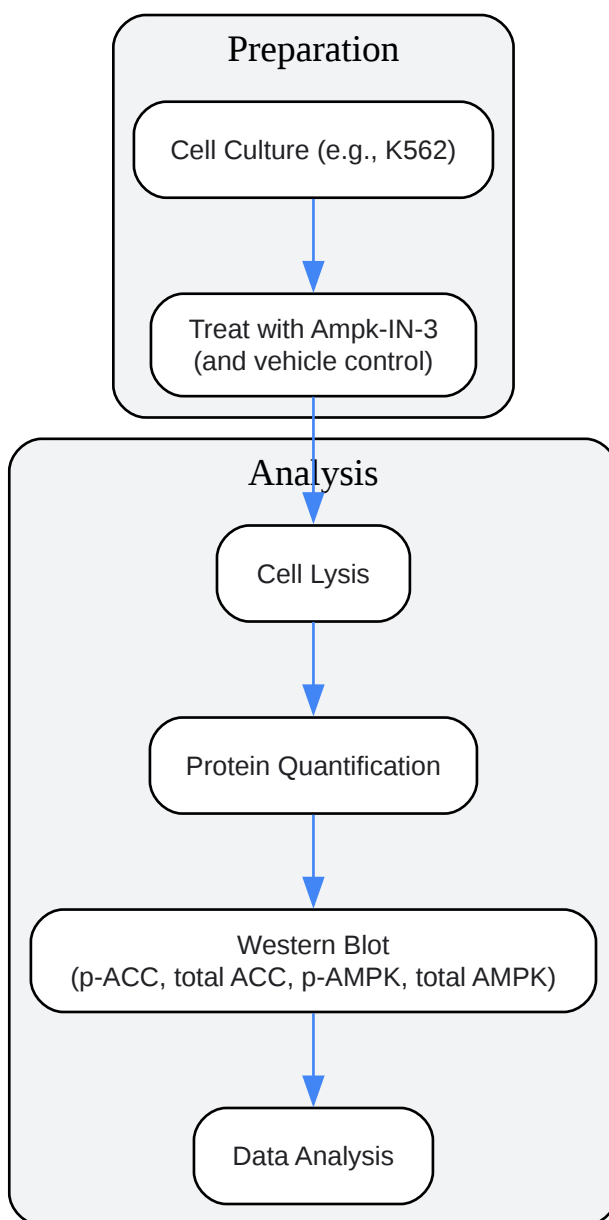 Preparation
Cell Culture (e.g., K562)
Treat with Ampk-IN-3
(and vehicle control)
Analysis
Cell Lysis
Protein Quantification
Western Blot
(p-ACC, total ACC, p-AMPK, total AMPK)
Data Analysis